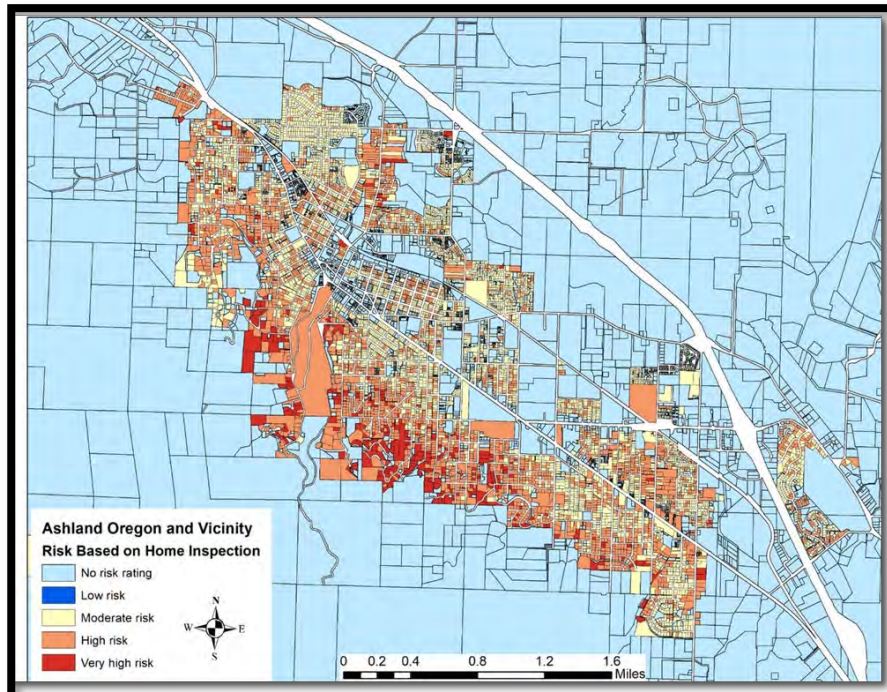 Ashland Oregon and Vicinity
Risk Based on Home Inspection
No risk rating
Low risk
Moderate risk
High risk
Very high risk
N
W E
S
0 0.2 0.4 0.8 1.2 1.6
Miles